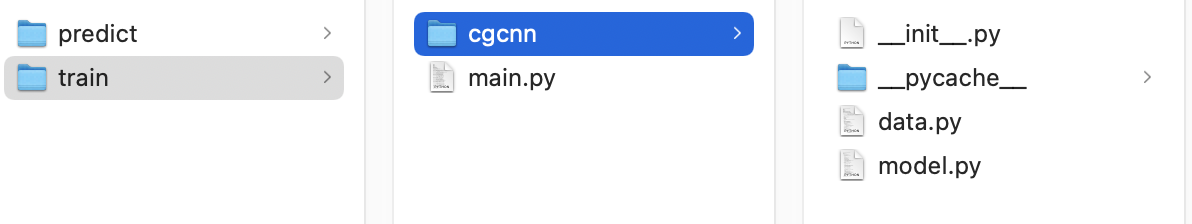 predict
train
cgcnn
main.py
__init__.py
__pycache__
data.py
model.py